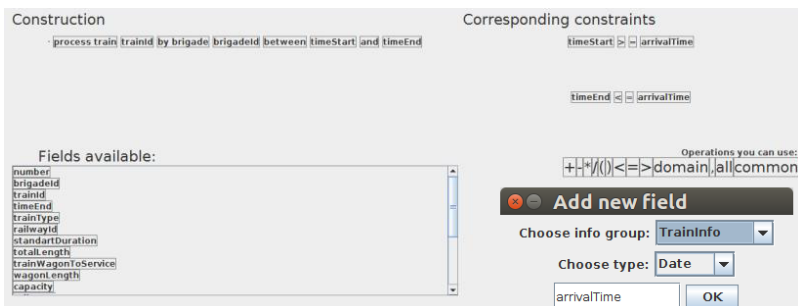 Construction
Corresponding constraints
· process train trainId by brigade brigadeId between timeStart and timeEnd
timeStart > = arrivalTime
timeEnd < = arrivalTime
Fields available:
Operations you can use:
+ - * / ( ) < = > domain , all common
number
brigadeId
trainId
timeEnd
trainType
railwayId
standartDuration
totalLength
trainWagonToService
wagonLength
capacity
Add new field
Choose info group: TrainInfo
Choose type: Date
arrivalTime OK